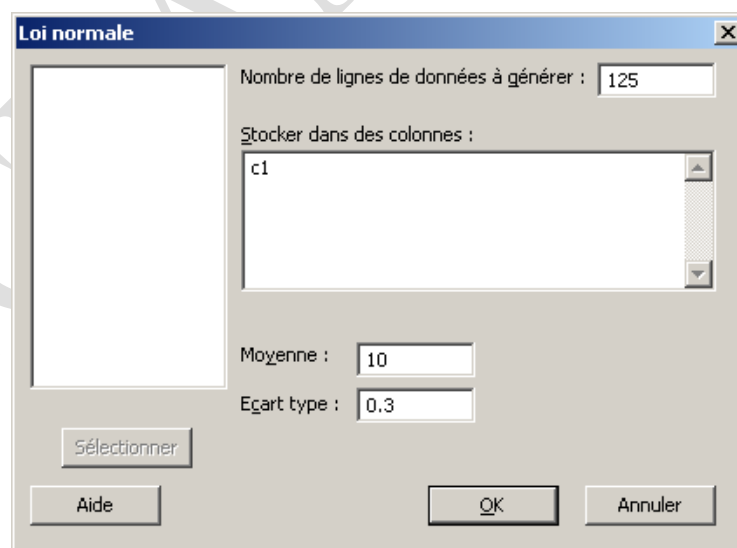 Loi normale
Nombre de lignes de données à générer : 125
Stocker dans des colonnes :
c1
Moyenne : 10
Ecart type : 0.3
Sélectionner
Aide
OK
Annuler